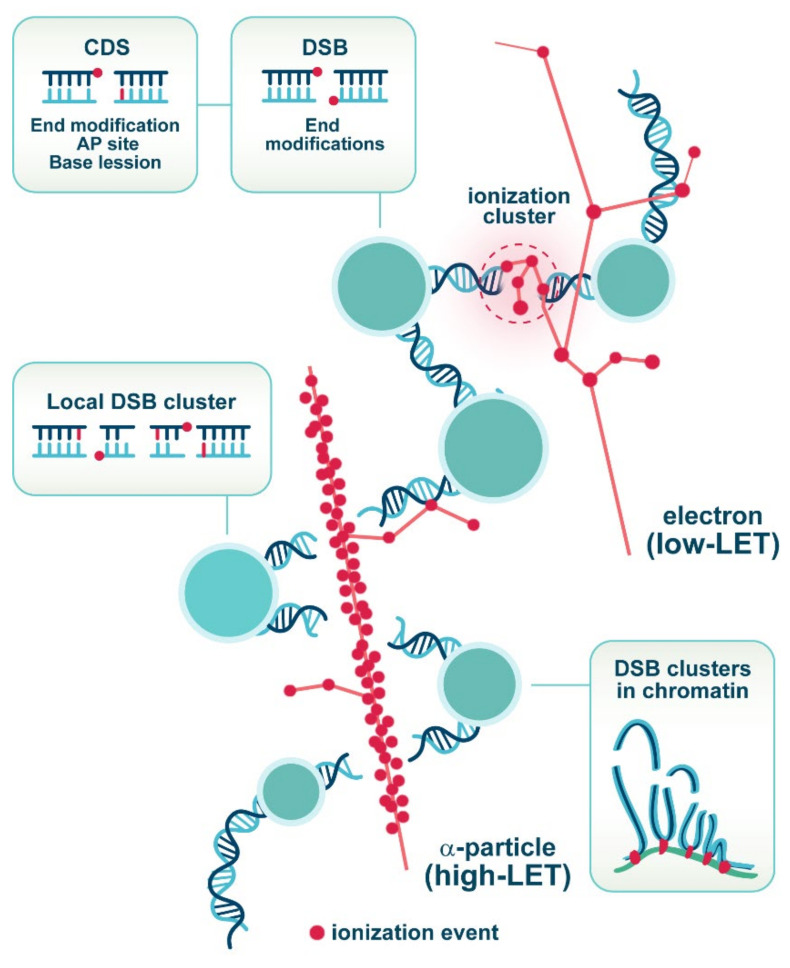 CDS
End modification
AP site
Base lession
DSB
End
modifications
ionization
cluster
Local DSB cluster
electron
(low-LET)
DSB clusters
in chromatin
α-particle
(high-LET)
ionization event